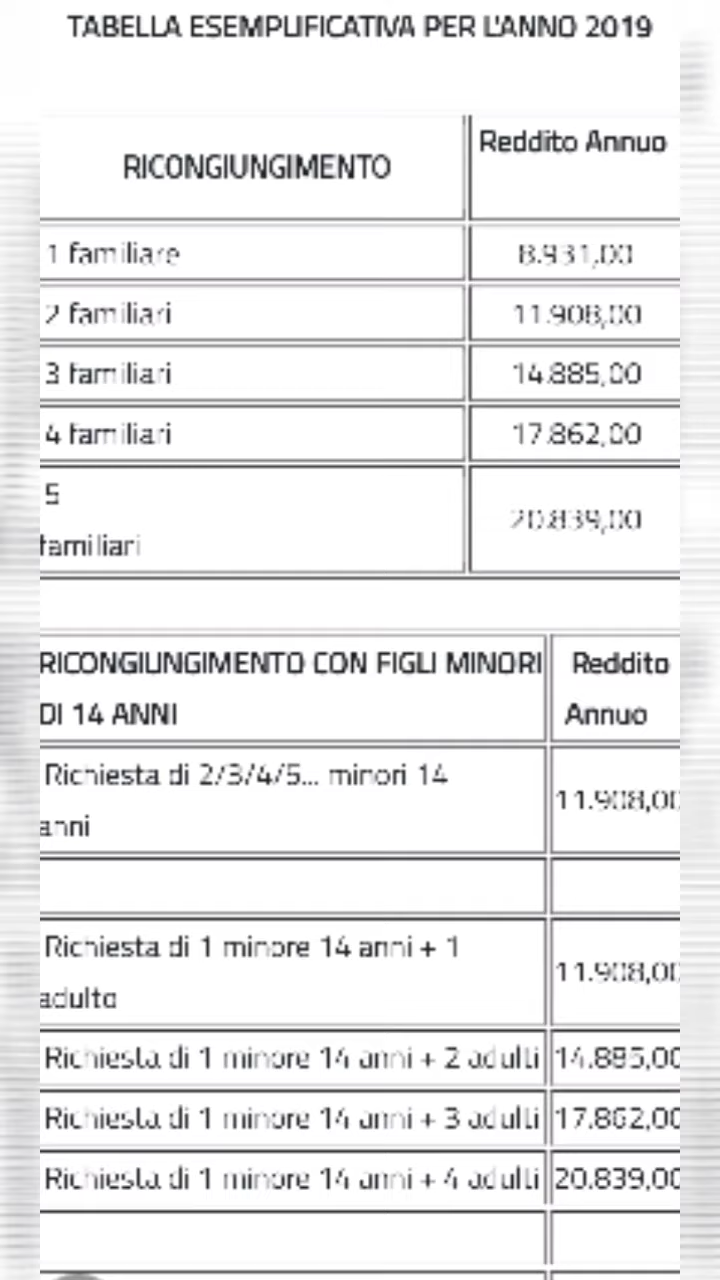 TABELLA ESEMPLIFICATIVA PER L'ANNO 2019
RICONGIUNGIMENTO
Reddito Annuo
1 familiare
8.931,00
2 familiari
11.908,00
3 familiari
14.885,00
4 familiari
17.862,00
5
familiari
20.839,00
RICONGIUNGIMENTO CON FIGLI MINORI
DI 14 ANNI
Reddito
Annuo
Richiesta di 2/3/4/5... minori 14
anni
11.908,00
Richiesta di 1 minore 14 anni + 1
adulto
11.908,00
Richiesta di 1 minore 14 anni + 2 adulti
14.885,00
Richiesta di 1 minore 14 anni + 3 adulti
17.862,00
Richiesta di 1 minore 14 anni + 4 adulti
20.839,00